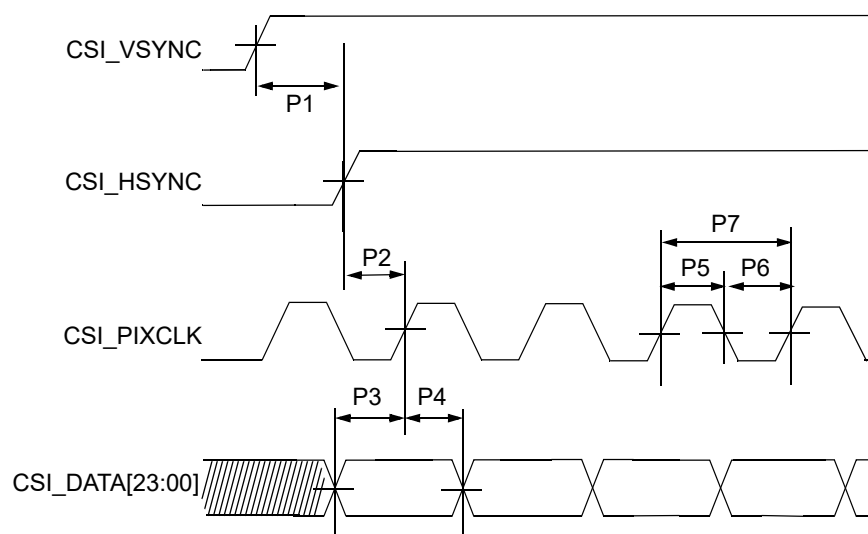 CSI_VSYNC
P1
CSI_HSYNC
P7
P2
P5
P6
CSI_PIXCLK
P3
P4
CSI_DATA[23:00]